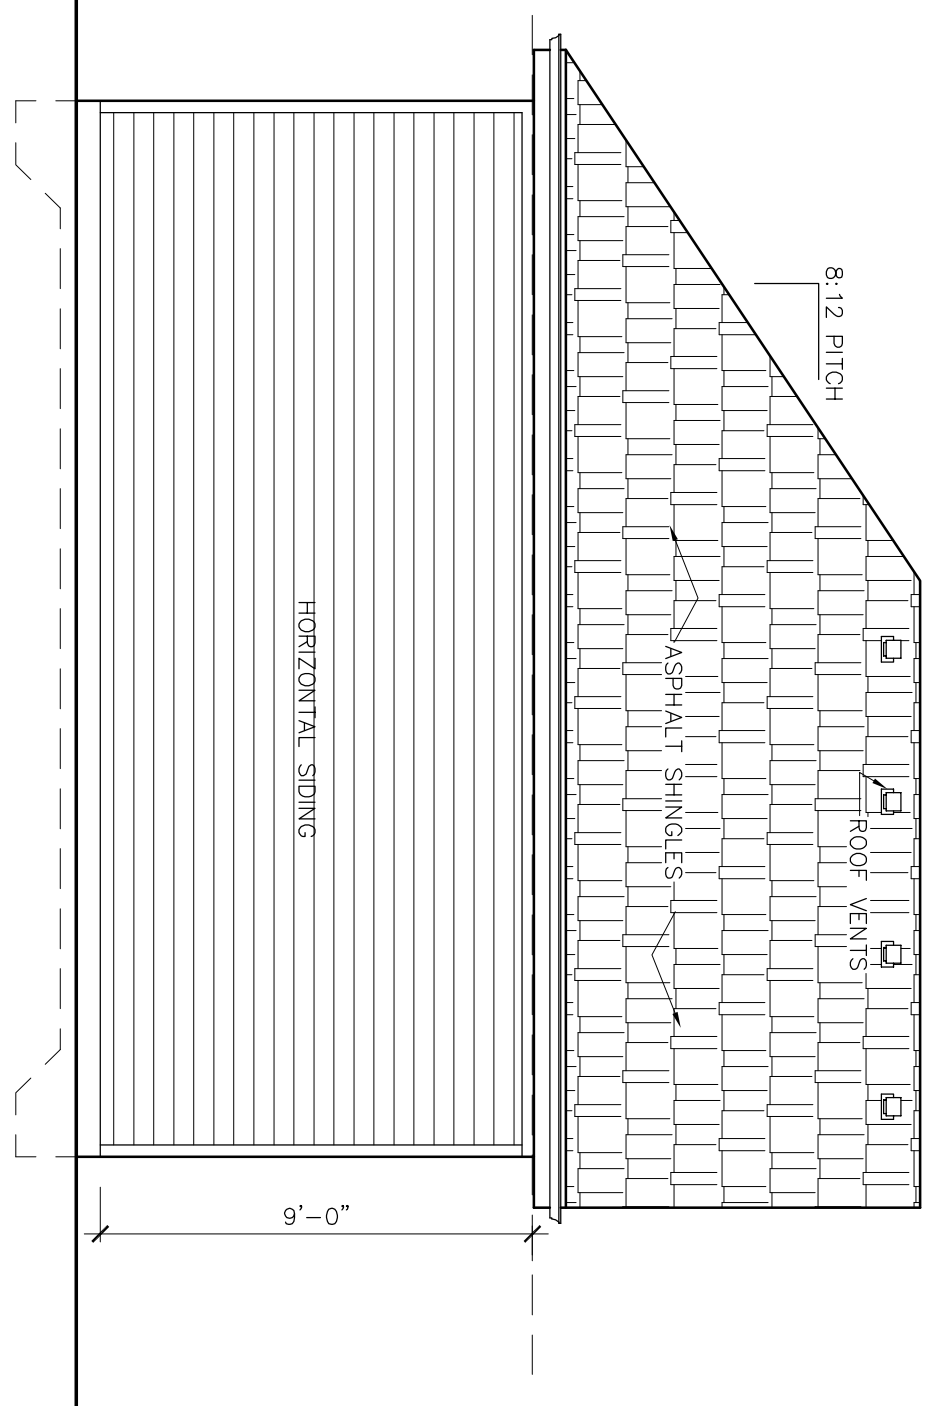 8:12 PITCH
ROOF VENTS
ASPHALT SHINGLES
HORIZONTAL SIDING
9'-0"